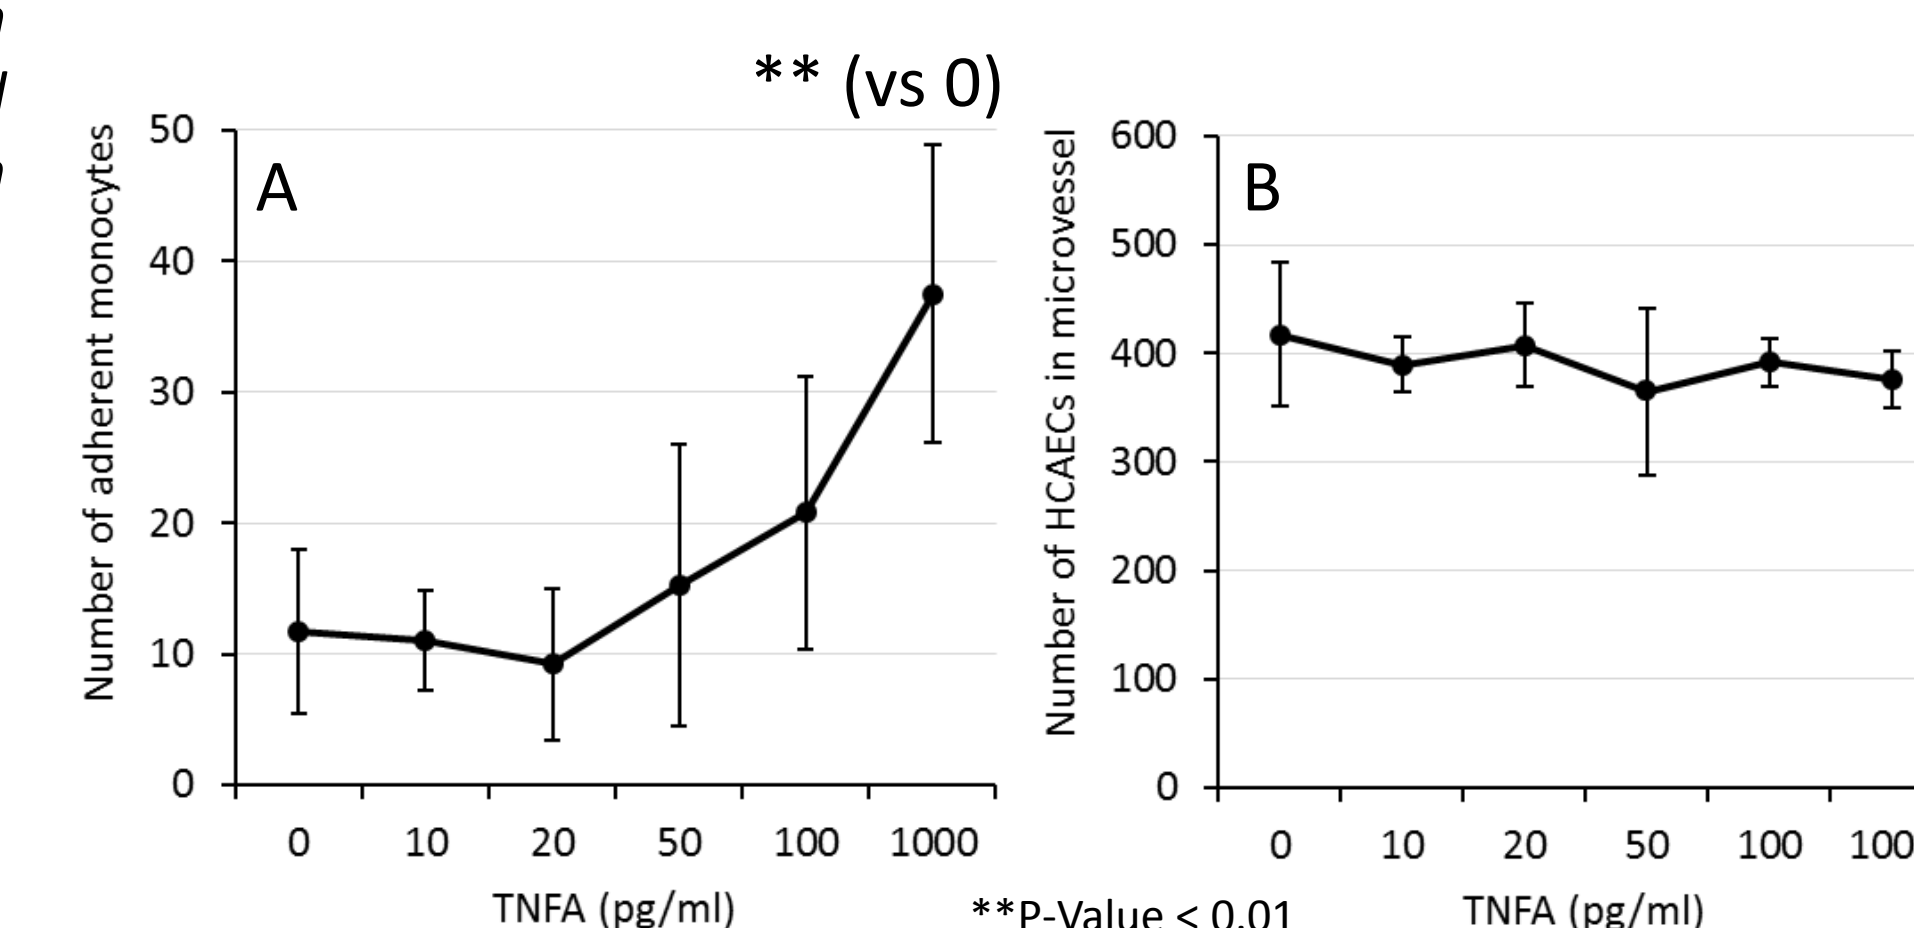 ** (vs 0)
A
Number of adherent monocytes
50
40
30
20
10
0
0 10 20 50 100 1000
TNFA (pg/ml)
B
Number of HCAECs in microvessel
600
500
400
300
200
100
0
0 10 20 50 100 100
TNFA (pg/ml)
**P-Value < 0.01